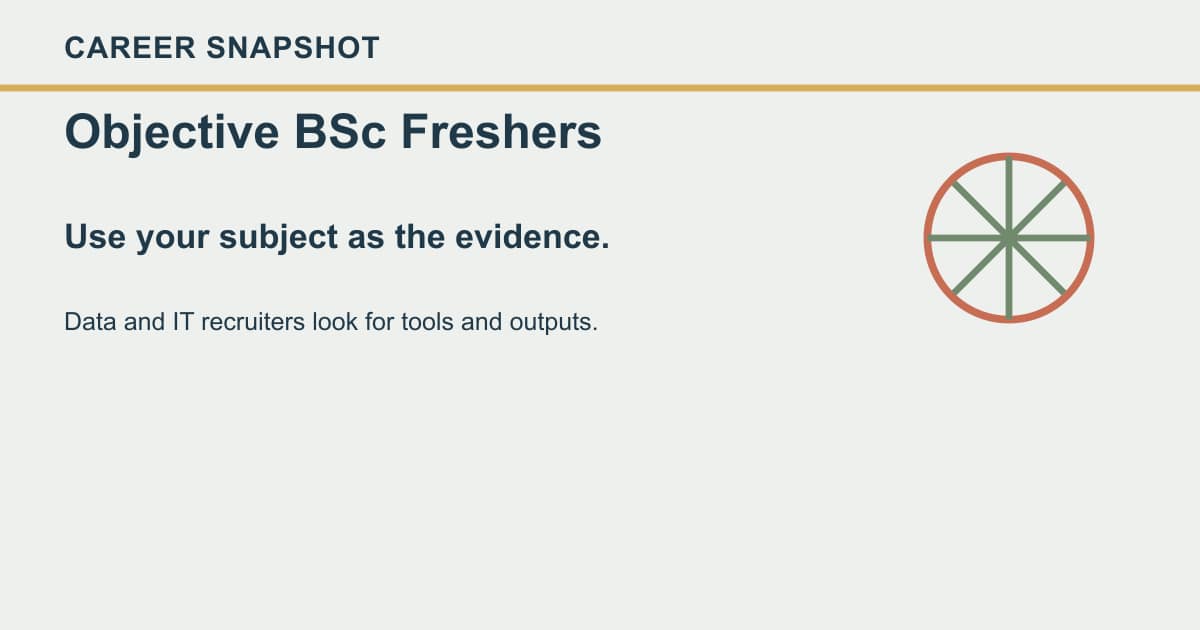 CAREER SNAPSHOT
Objective BSc Freshers
Use your subject as the evidence.
Data and IT recruiters look for tools and outputs.